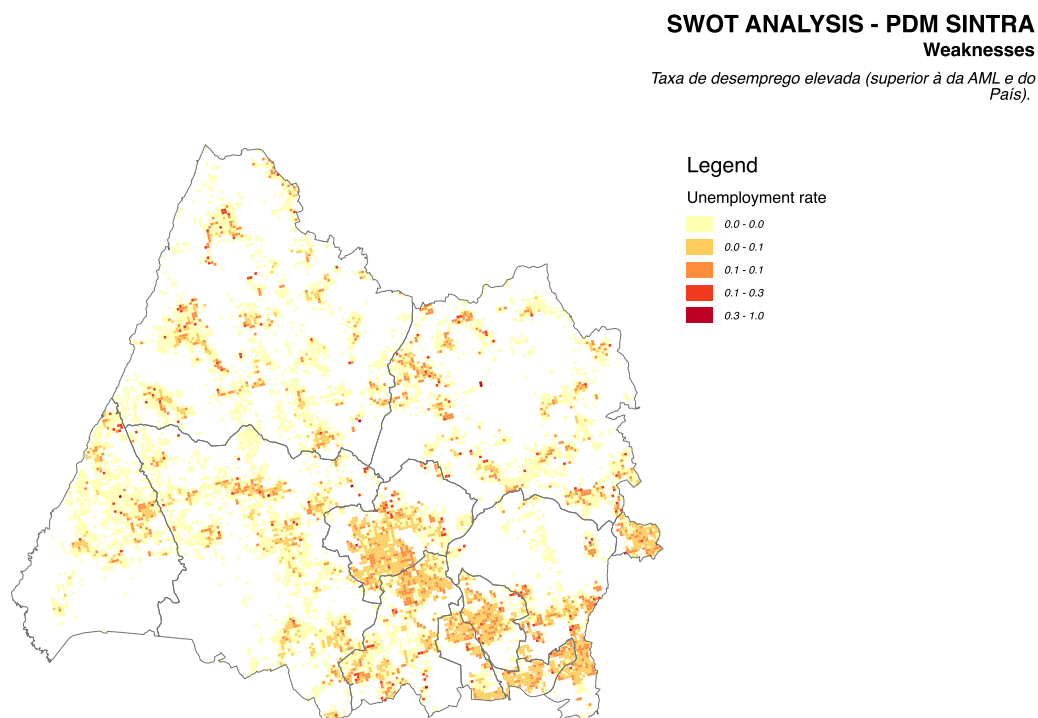 SWOT ANALYSIS - PDM SINTRA
Weaknesses
Taxa de desemprego elevada (superior à da AML e do
País).
Legend
Unemployment rate
0.0 - 0.0
0.0 - 0.1
0.1 - 0.1
0.1 - 0.3
0.3 - 1.0